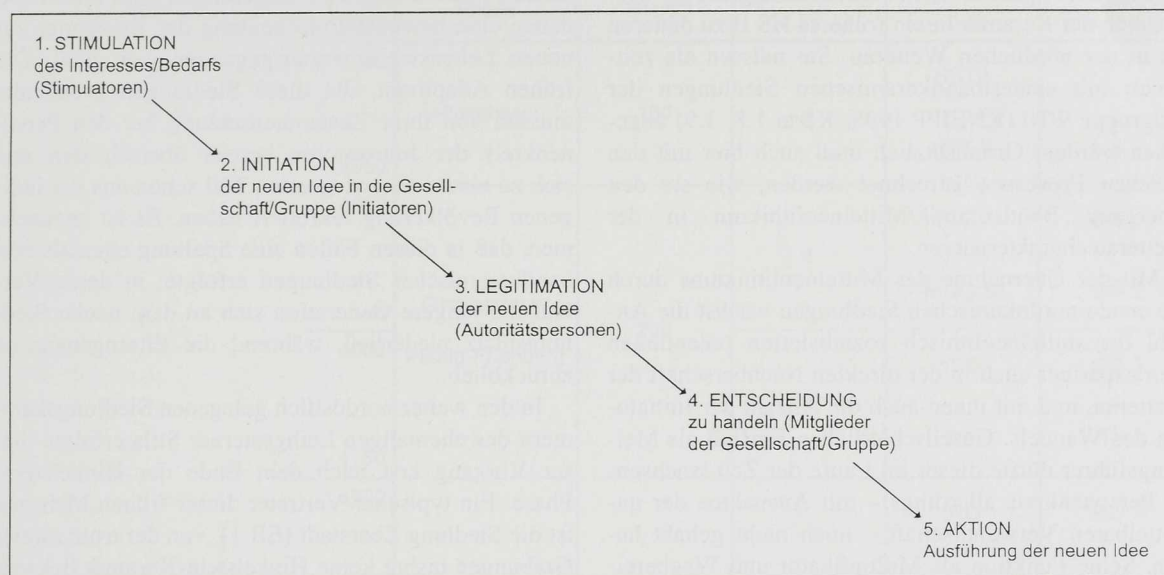 1. STIMULATION
des Interesses/Bedarfs
(Stimulatoren)
2. INITIATION
der neuen Idee in die Gesell-
schaft/Gruppe (Initiatoren)
3. LEGITIMATION
der neuen Idee
(Autoritätspersonen)
4. ENTSCHEIDUNG
zu handeln (Mitglieder
der Gesellschaft/Gruppe)
5. AKTION
Ausführung der neuen Idee